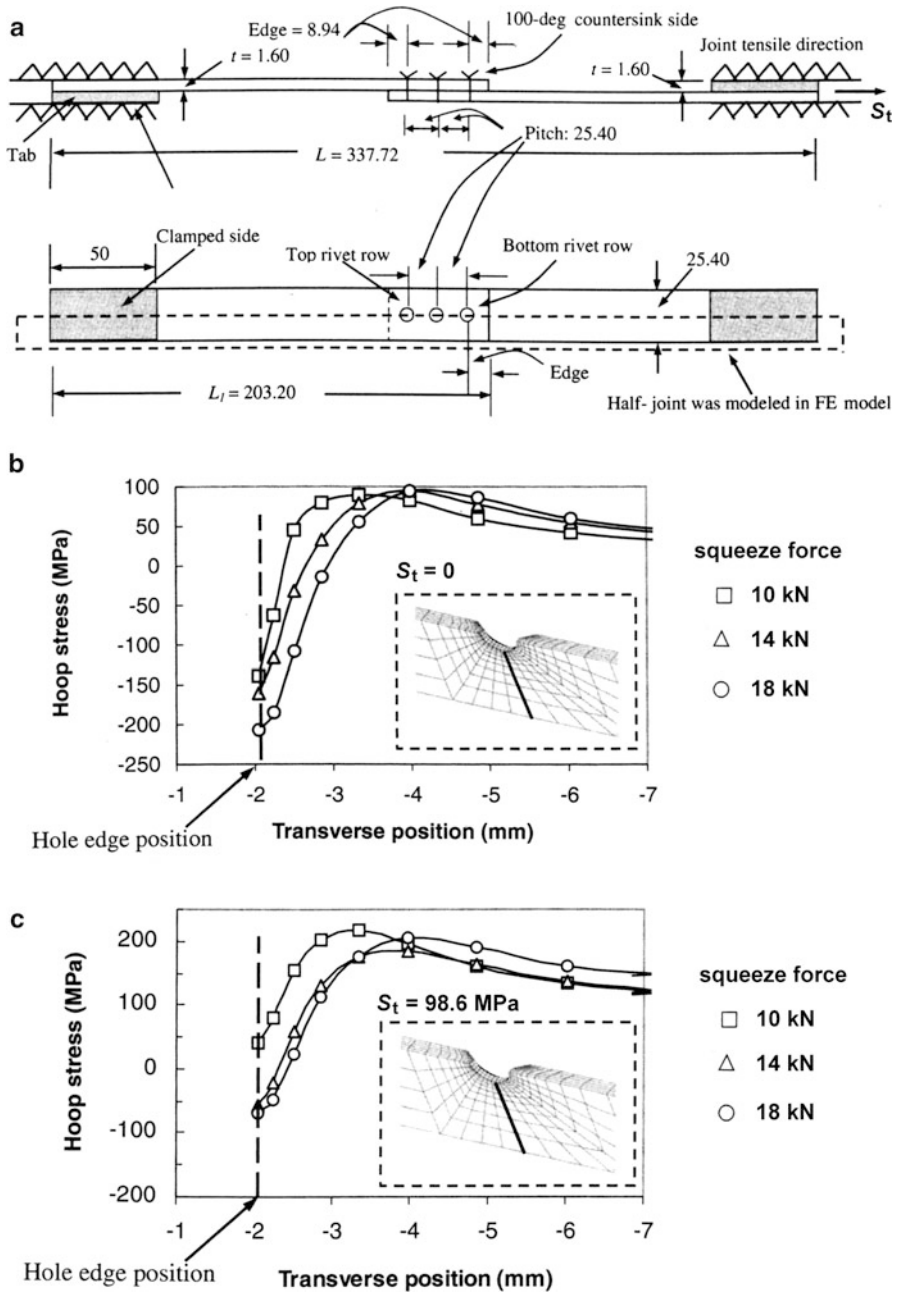 a
Edge = 8.94
100-deg countersink side
t = 1.60
Joint tensile direction
t = 1.60
St
Tab
Pitch: 25.40
L = 337.72
50
Clamped side
Top rivet row
Bottom rivet row
25.40
Edge
Ll = 203.20
Half- joint was modeled in FE model
b
100
50
0
-50
-100
-150
-200
-250
Hoop stress (MPa)
St = 0
squeeze force
10 kN
14 kN
18 kN
-1 -2 -3 -4 -5 -6 -7
Hole edge position
Transverse position (mm)
c
200
100
0
-100
-200
Hoop stress (MPa)
St = 98.6 MPa
squeeze force
10 kN
14 kN
18 kN
-1 -2 -3 -4 -5 -6 -7
Hole edge position
Transverse position (mm)